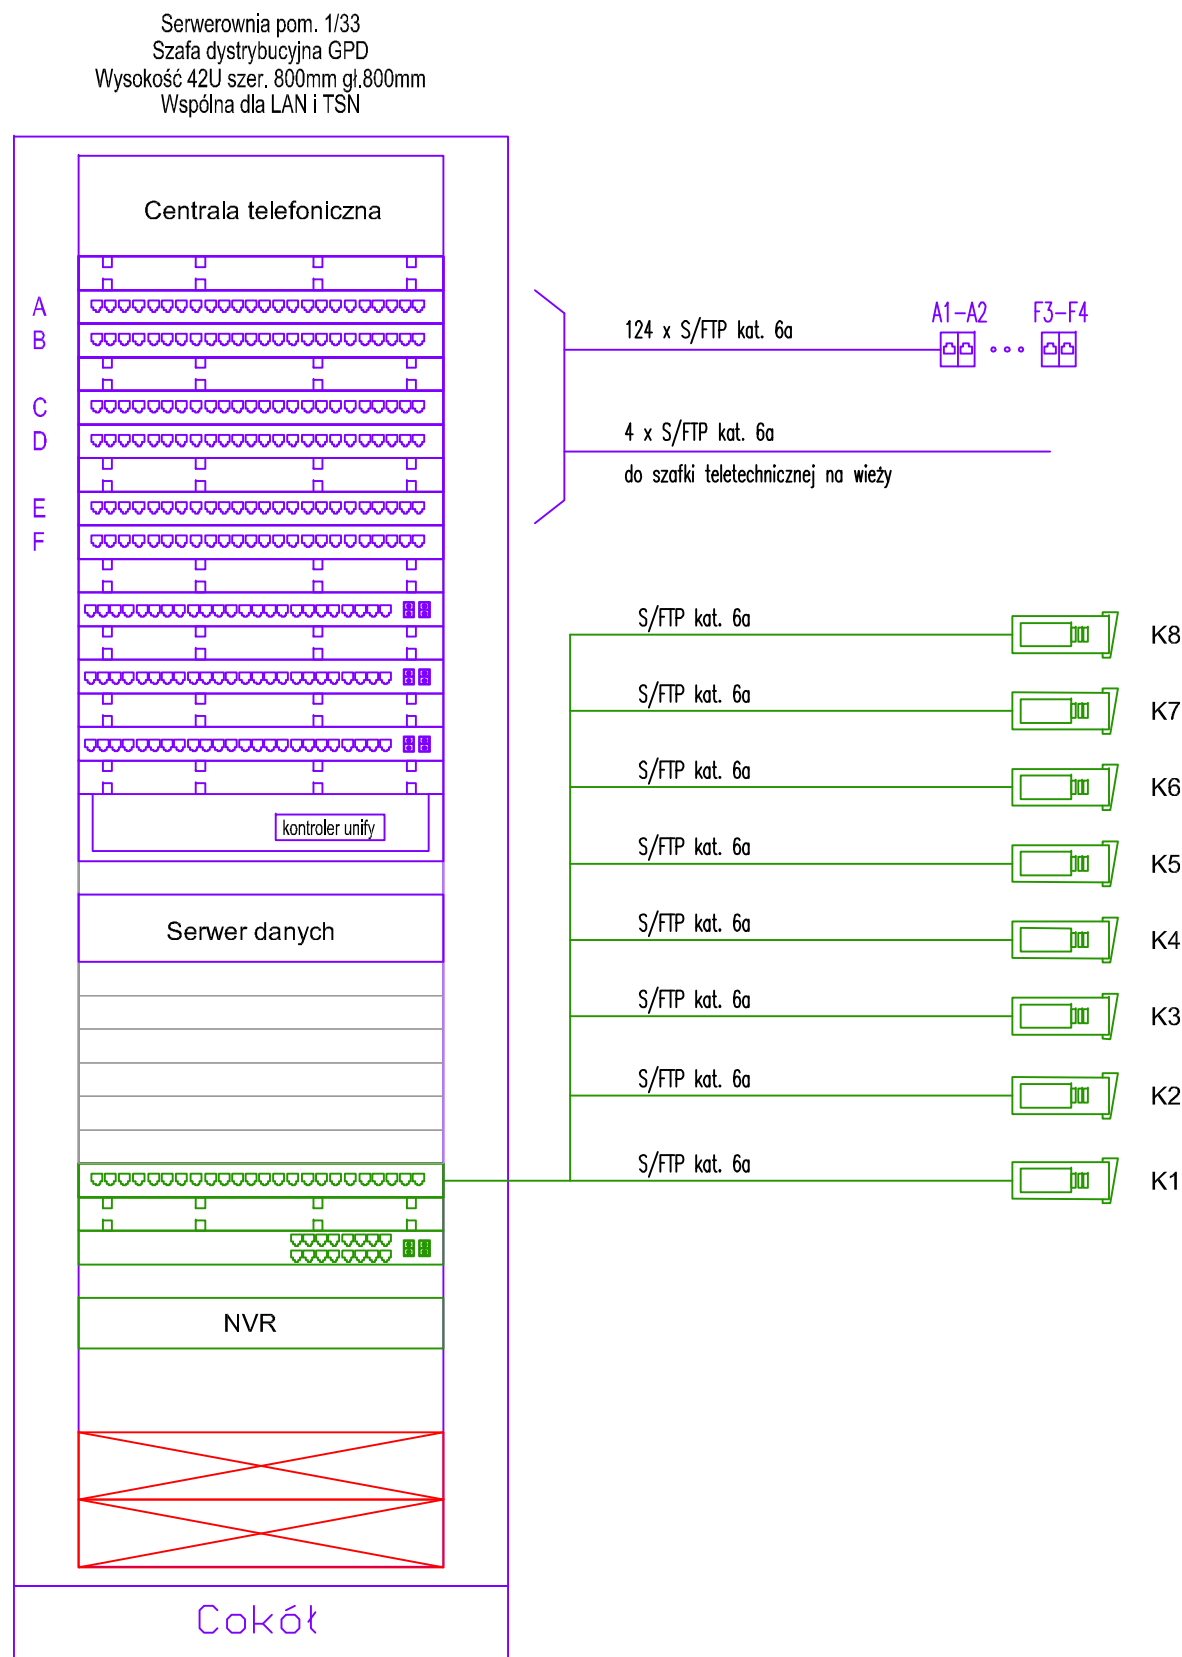 Serwerownia pom. 1/33
Szafa dystrybucyjna GPD
Wysokość 42U szer. 800mm gł.800mm
Wspólna dla LAN i TSN
Centrala telefoniczna
A
B
C
D
E
F
124 x S/FTP kat. 6a
A1-A2
F3-F4
4 x S/FTP kat. 6a
do szafki teletechnicznej na wieży
S/FTP kat. 6a
K8
S/FTP kat. 6a
K7
S/FTP kat. 6a
K6
kontroler unify
S/FTP kat. 6a
K5
Serwer danych
S/FTP kat. 6a
K4
S/FTP kat. 6a
K3
S/FTP kat. 6a
K2
S/FTP kat. 6a
K1
NVR
Cokół